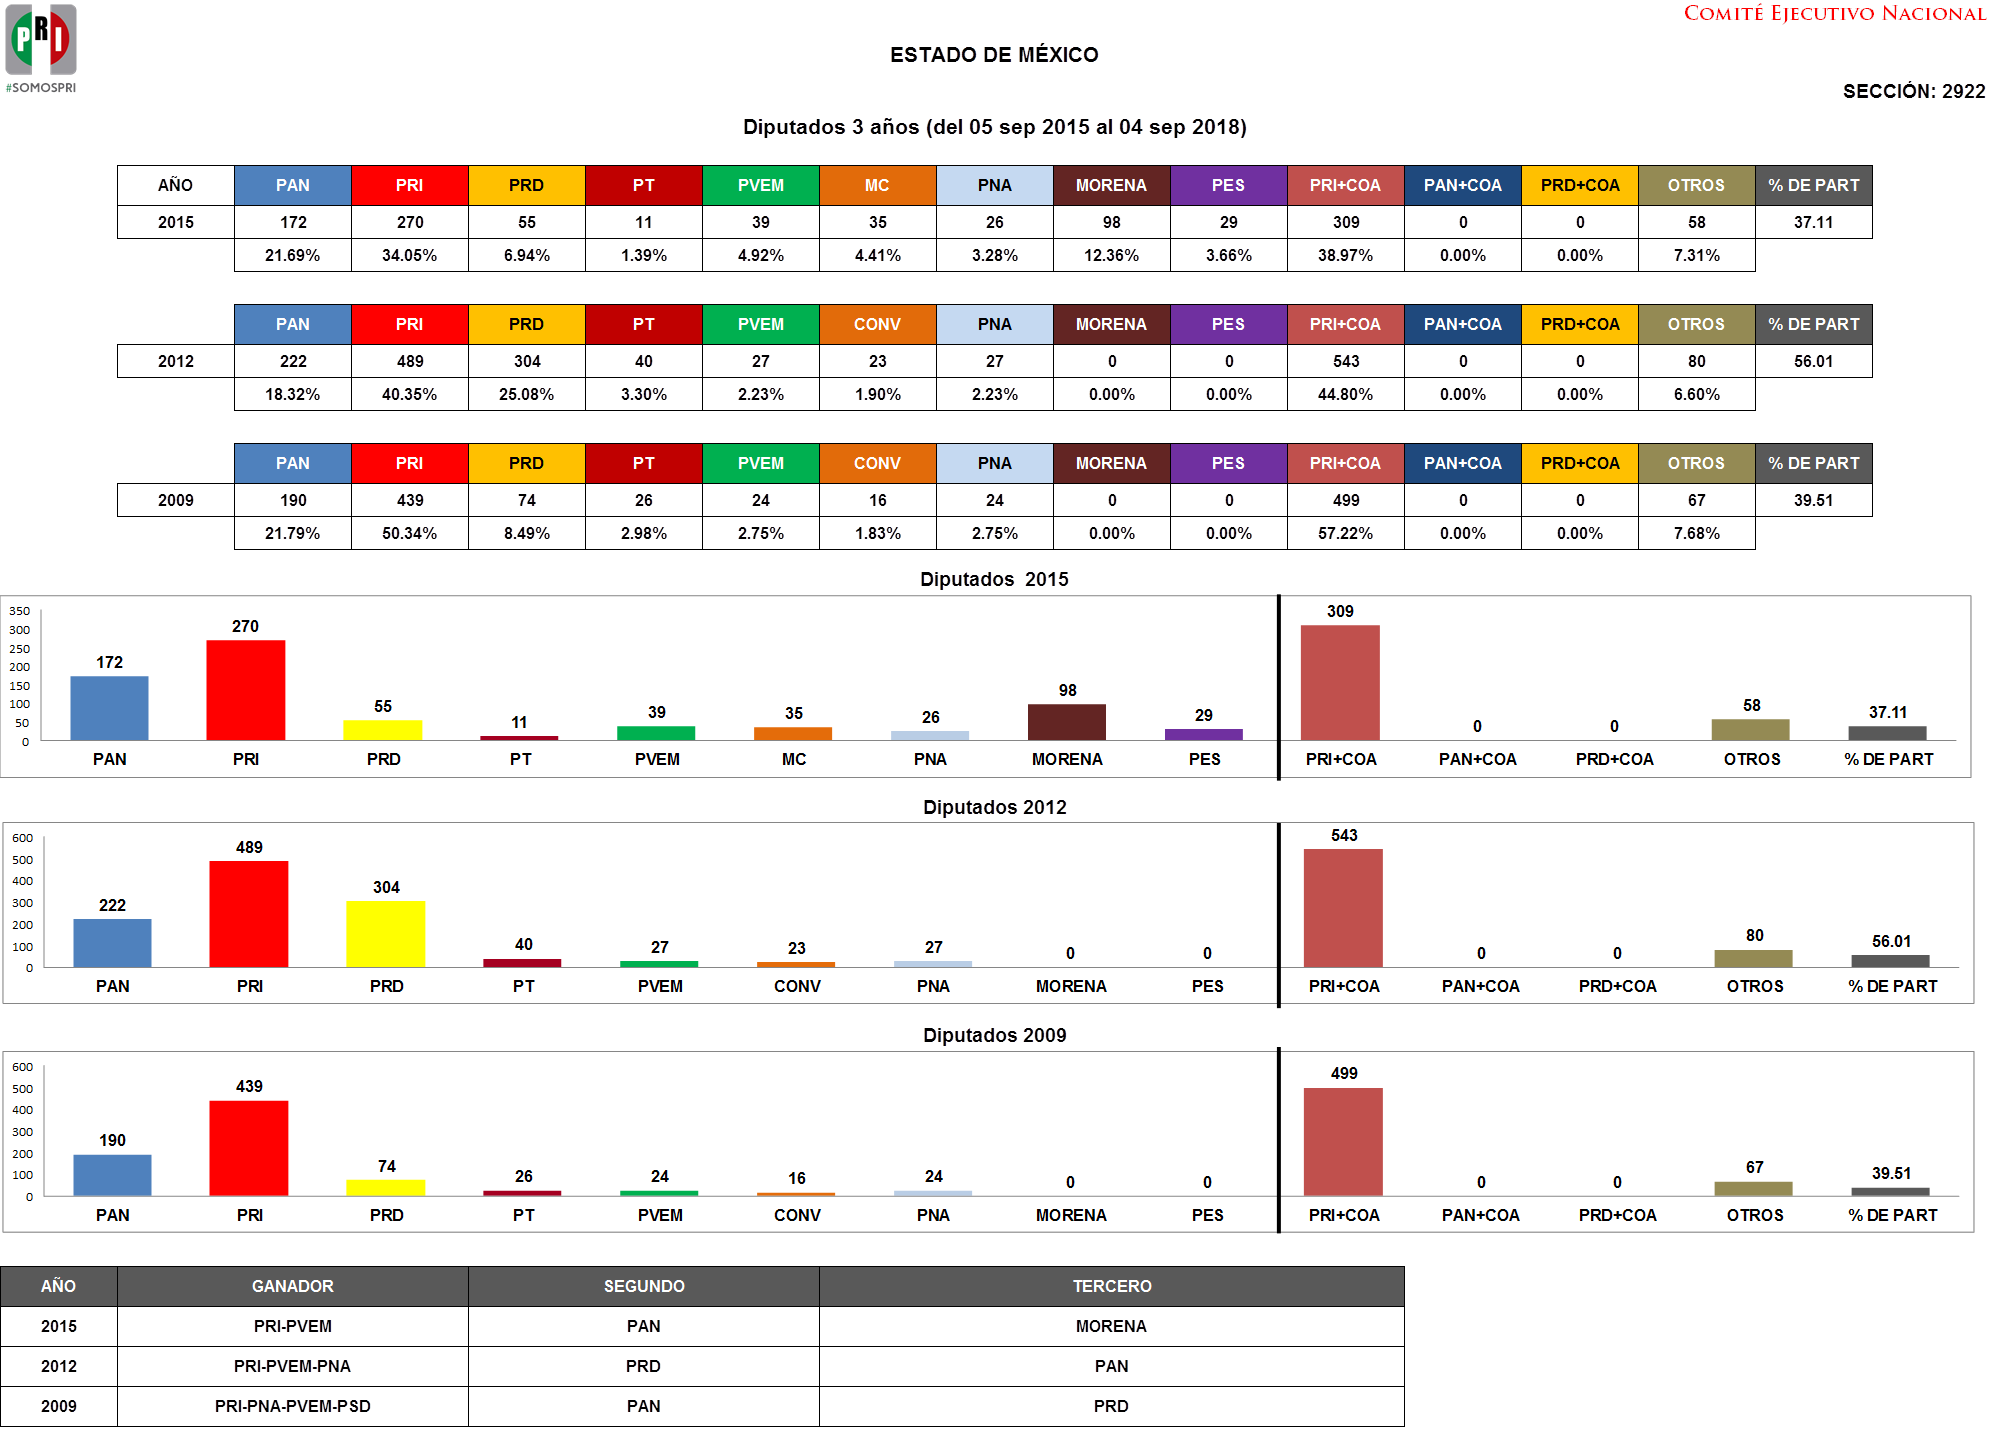 PRI
#SOMOSPRI
COMITÉ EJECUTIVO NACIONAL
ESTADO DE MÉXICO
SECCIÓN: 2922
Diputados 3 años (del 05 sep 2015 al 04 sep 2018)
AÑO PAN PRI PRD PT PVEM MC PNA MORENA PES PRI+COA PAN+COA PRD+COA OTROS % DE PART
2015 172 270 55 11 39 35 26 98 29 309 0 0 58 37.11
21.69% 34.05% 6.94% 1.39% 4.92% 4.41% 3.28% 12.36% 3.66% 38.97% 0.00% 0.00% 7.31%
PAN PRI PRD PT PVEM CONV PNA MORENA PES PRI+COA PAN+COA PRD+COA OTROS % DE PART
2012 222 489 304 40 27 23 27 0 0 543 0 0 80 56.01
18.32% 40.35% 25.08% 3.30% 2.23% 1.90% 2.23% 0.00% 0.00% 44.80% 0.00% 0.00% 6.60%
PAN PRI PRD PT PVEM CONV PNA MORENA PES PRI+COA PAN+COA PRD+COA OTROS % DE PART
2009 190 439 74 26 24 16 24 0 0 499 0 0 67 39.51
21.79% 50.34% 8.49% 2.98% 2.75% 1.83% 2.75% 0.00% 0.00% 57.22% 0.00% 0.00% 7.68%
Diputados 2015
350
300
250
200
150
100
50
0
172 270 55 11 39 35 26 98 29 309 0 0 58 37.11
PAN PRI PRD PT PVEM MC PNA MORENA PES PRI+COA PAN+COA PRD+COA OTROS % DE PART
Diputados 2012
600
500
400
300
200
100
0
222 489 304 40 27 23 27 0 0 543 0 0 80 56.01
PAN PRI PRD PT PVEM CONV PNA MORENA PES PRI+COA PAN+COA PRD+COA OTROS % DE PART
Diputados 2009
600
500
400
300
200
100
0
190 439 74 26 24 16 24 0 0 499 0 0 67 39.51
PAN PRI PRD PT PVEM CONV PNA MORENA PES PRI+COA PAN+COA PRD+COA OTROS % DE PART
AÑO GANADOR SEGUNDO TERCERO
2015 PRI-PVEM PAN MORENA
2012 PRI-PVEM-PNA PRD PAN
2009 PRI-PNA-PVEM-PSD PAN PRD